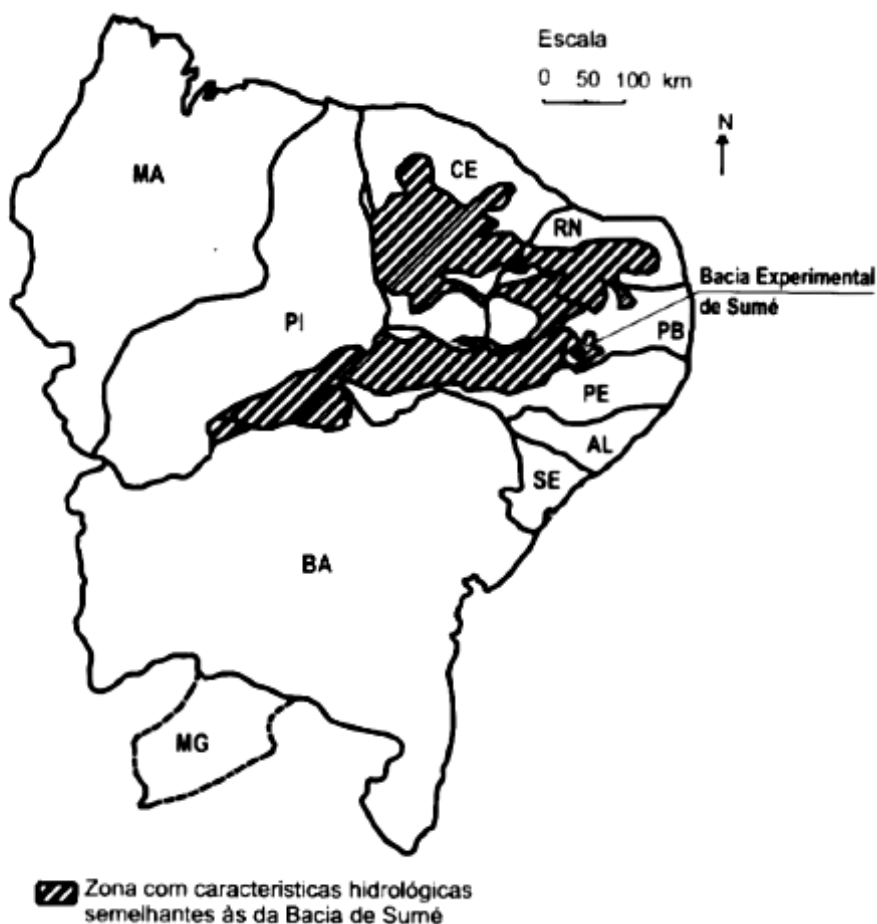 Escala
0 50 100 km
N
MA
CE
RN
Bacia Experimental
de Sumé
PI
PB
PE
AL
SE
BA
MG
Zona com características hidrológicas
semelhantes às da Bacia de Sumé